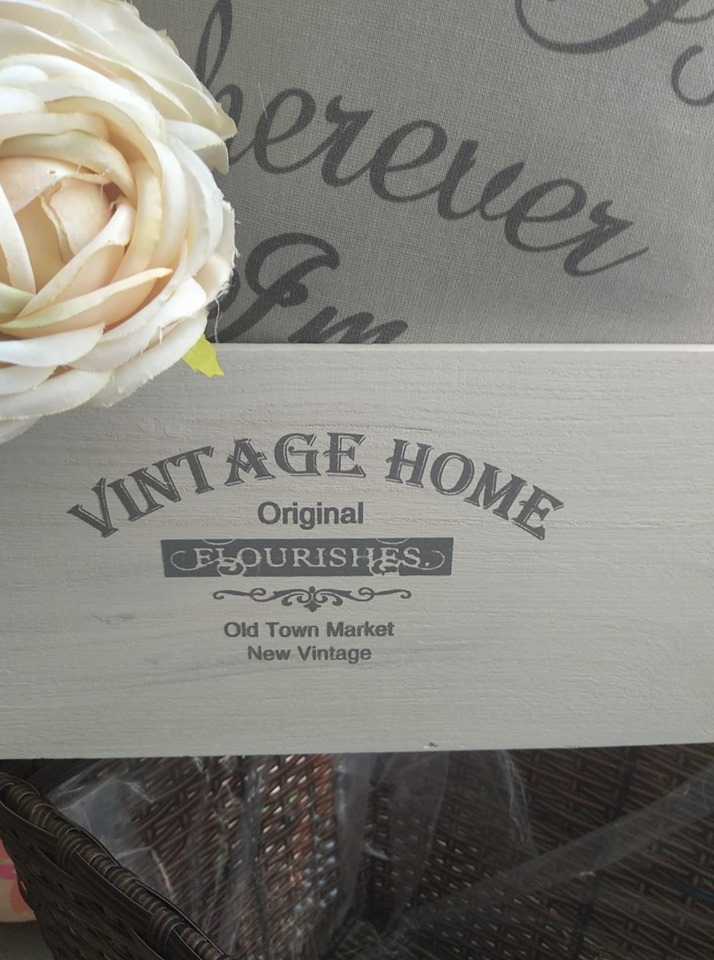 herever
I'm
VINTAGE HOME
Original
FLOURISHES.
Old Town Market
New Vintage